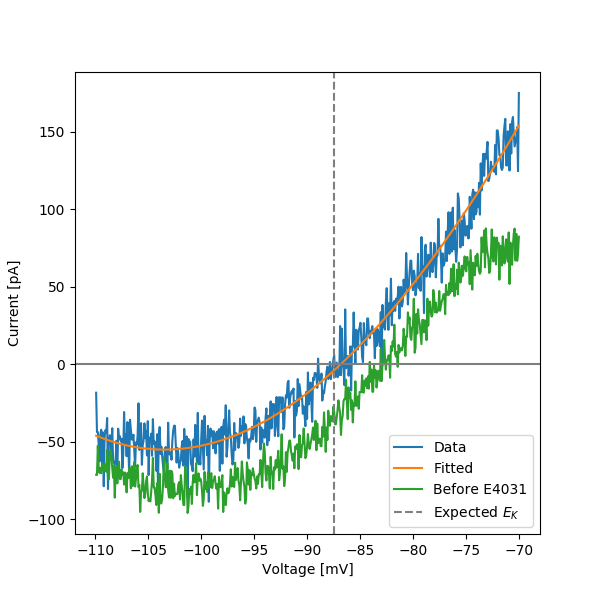 150
100
50
0
−50
−100
Current [pA]
Data
Fitted
Before E4031
Expected E_K
−110 −105 −100 −95 −90 −85 −80 −75 −70
Voltage [mV]